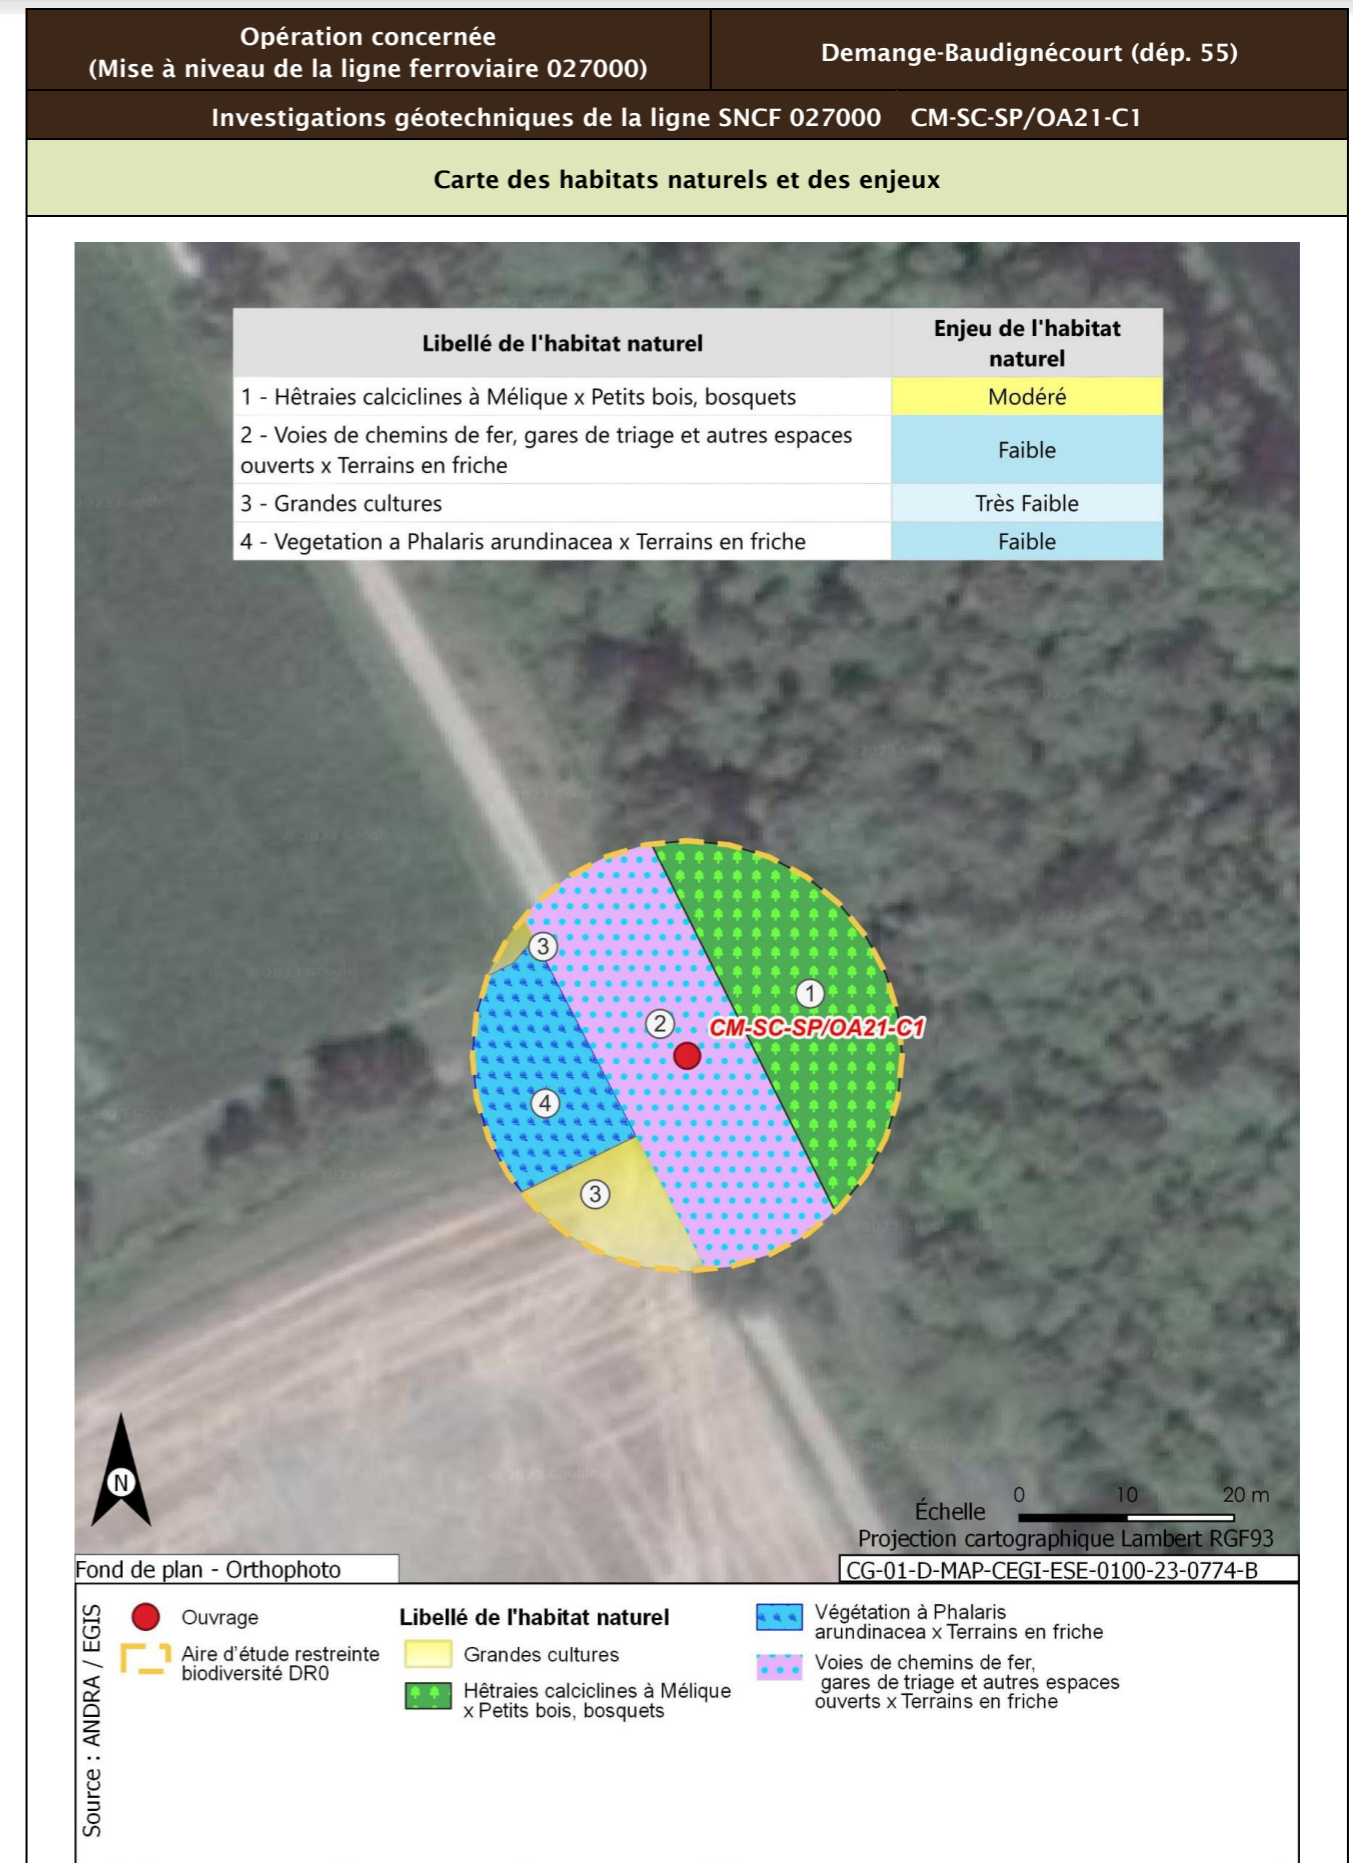 Opération concernée
(Mise à niveau de la ligne ferroviaire 027000)
Demange-Baudignécourt (dép. 55)
Investigations géotechniques de la ligne SNCF 027000 CM-SC-SP/OA21-C1
Carte des habitats naturels et des enjeux
Libellé de l'habitat naturel
Enjeu de l'habitat
naturel
1 - Hêtraies calciclines à Mélique x Petits bois, bosquets
Modéré
2 - Voies de chemins de fer, gares de triage et autres espaces
ouverts x Terrains en friche
Faible
3 - Grandes cultures
Très Faible
4 - Vegetation a Phalaris arundinacea x Terrains en friche
Faible
3
1
2
CM-SC-SP/OA21-C1
4
3
N
Échelle
0 10 20 m
Projection cartographique Lambert RGF93
Fond de plan - Orthophoto
CG-01-D-MAP-CEGI-ESE-0100-23-0774-B
Source : ANDRA / EGIS
Ouvrage
Aire d'étude restreinte
biodiversité DR0
Libellé de l'habitat naturel
Grandes cultures
Hêtraies calciclines à Mélique
x Petits bois, bosquets
Végétation à Phalaris
arundinacea x Terrains en friche
Voies de chemins de fer,
gares de triage et autres espaces
ouverts x Terrains en friche